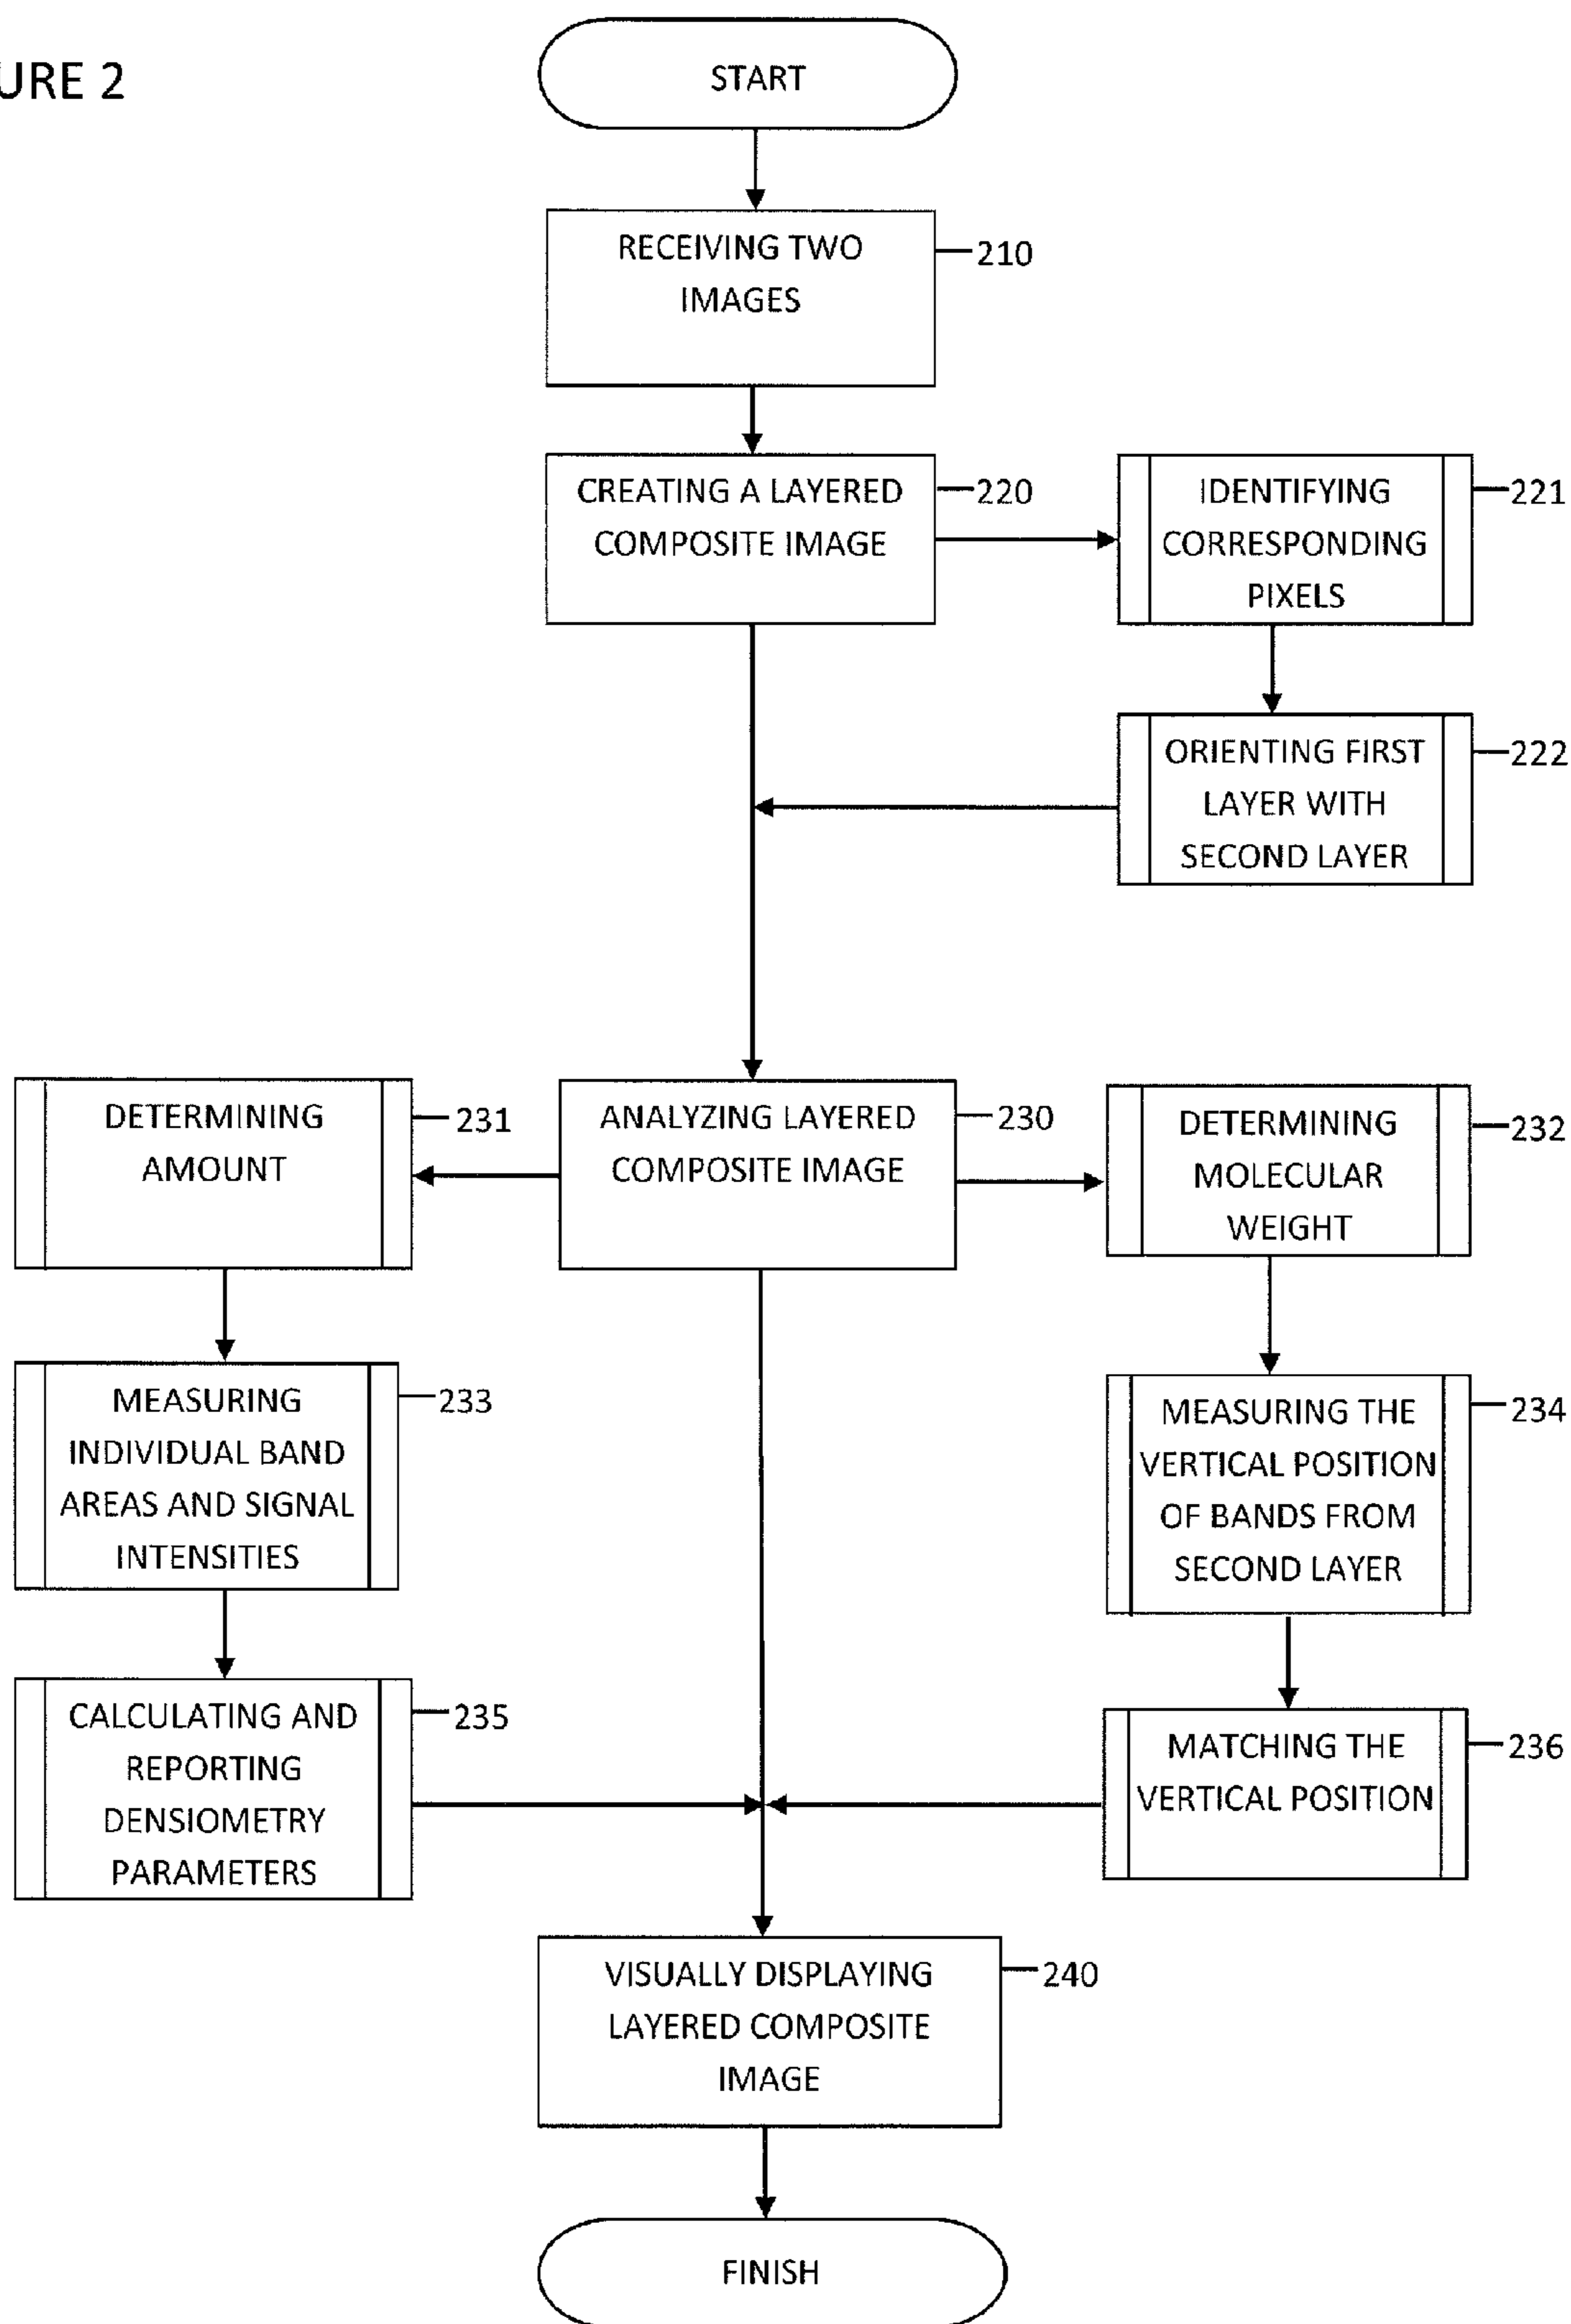 URE 2
START
RECEIVING TWO
IMAGES
210
CREATING A LAYERED
COMPOSITE IMAGE
220
IDENTIFYING
CORRESPONDING
PIXELS
221
ORIENTING FIRST
LAYER WITH
SECOND LAYER
222
DETERMINING
AMOUNT
231
ANALYZING LAYERED
COMPOSITE IMAGE
230
DETERMINING
MOLECULAR
WEIGHT
232
MEASURING
INDIVIDUAL BAND
AREAS AND SIGNAL
INTENSITIES
233
MEASURING THE
VERTICAL POSITION
OF BANDS FROM
SECOND LAYER
234
CALCULATING AND
REPORTING
DENSIOMETRY
PARAMETERS
235
MATCHING THE
VERTICAL POSITION
236
VISUALLY DISPLAYING
LAYERED COMPOSITE
IMAGE
240
FINISH